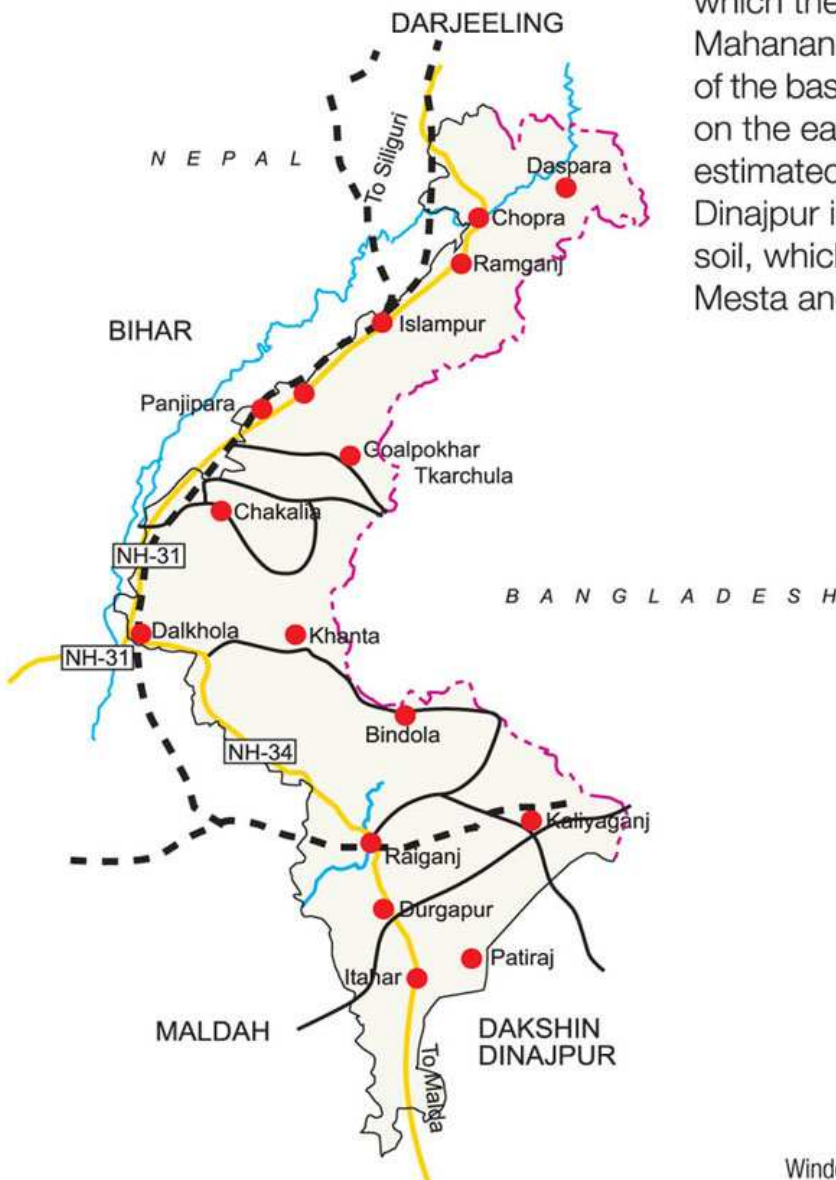 DARJEELING
which the
Mahanan
of the bas
on the ea
estimated
Dinajpur i
soil, which
Mesta an
NEPAL
To Siliguri
Daspara
Chopra
Ramganj
BIHAR
Islampur
Panjipara
Goalpokhar
Tkarchula
Chakalia
NH-31
BANGLADESH
Dalkhola
Khanta
NH-31
Bindola
NH-34
Kaliyaganj
Raiganj
Durgapur
Patiraj
Itahar
MALDAH
DAKSHIN
DINAJPUR
To Malda
Wind